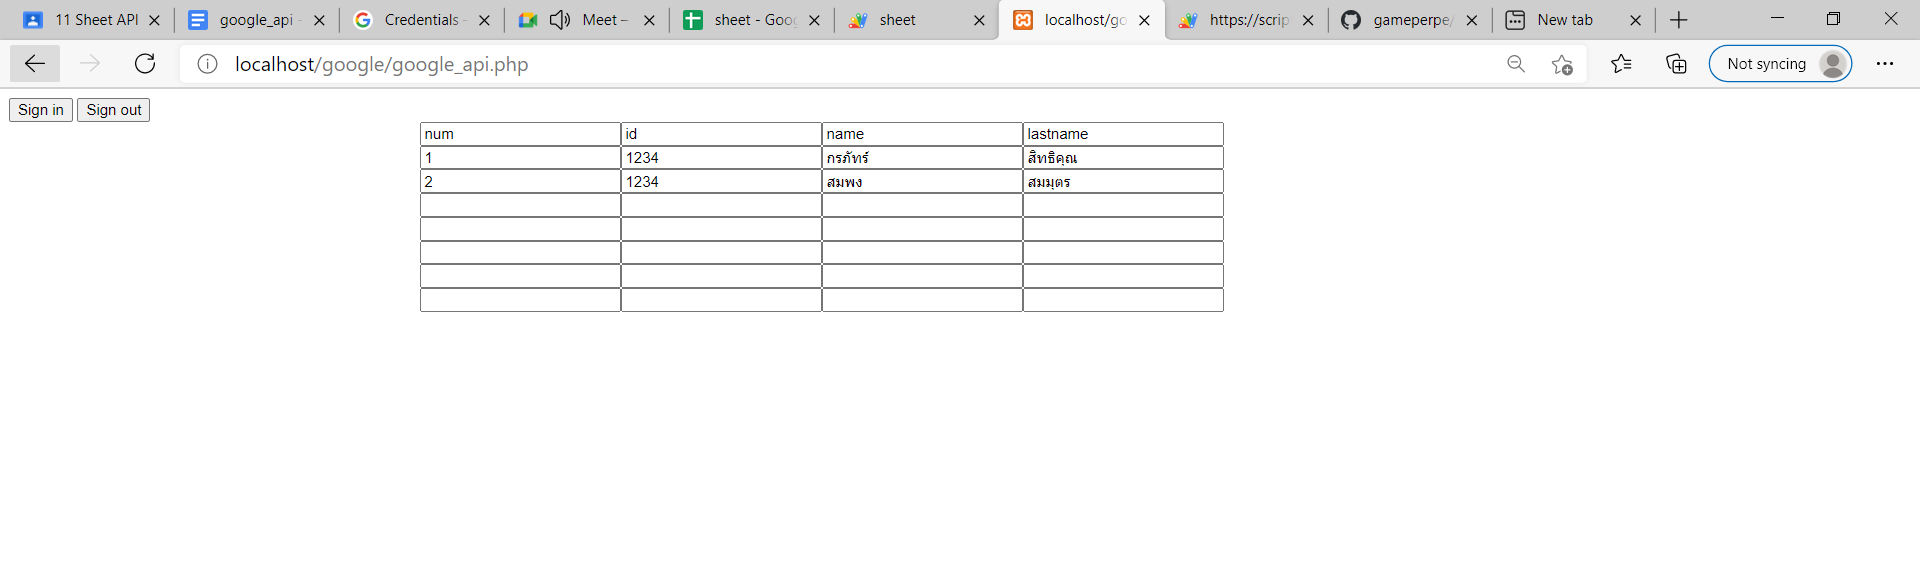 11 Sheet API google_api - Credentials - Meet – sheet - Goo sheet localhost/go https://scrip gameperpe/ New tab
localhost/google/google_api.php Not syncing
Sign in Sign out
num id name lastname
1 1234 กรภัทร์ สิทธิคุณ
2 1234 สมพง สมมุตร